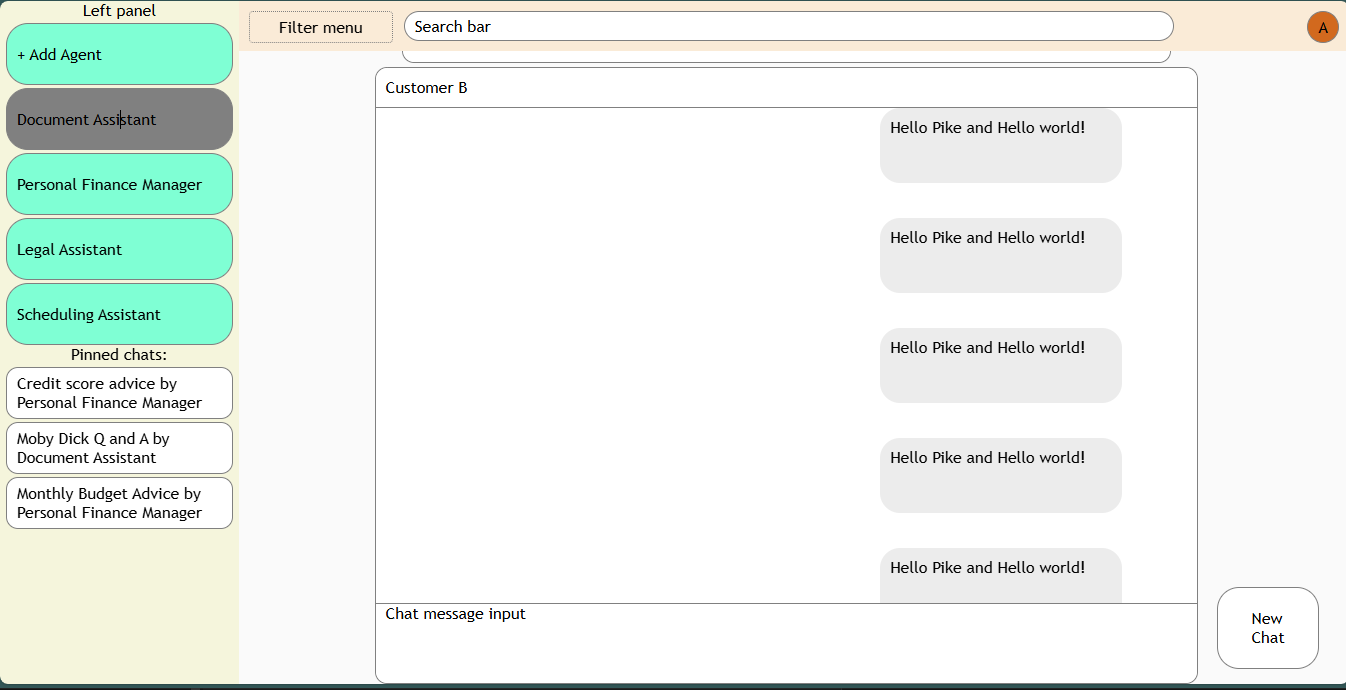 Left panel
+ Add Agent
Document Assistant
Personal Finance Manager
Legal Assistant
Scheduling Assistant
Pinned chats:
Credit score advice by
Personal Finance Manager
Moby Dick Q and A by
Document Assistant
Monthly Budget Advice by
Personal Finance Manager
Filter menu
Search bar
A
Customer B
Hello Pike and Hello world!
Hello Pike and Hello world!
Hello Pike and Hello world!
Hello Pike and Hello world!
Hello Pike and Hello world!
Chat message input
New
Chat